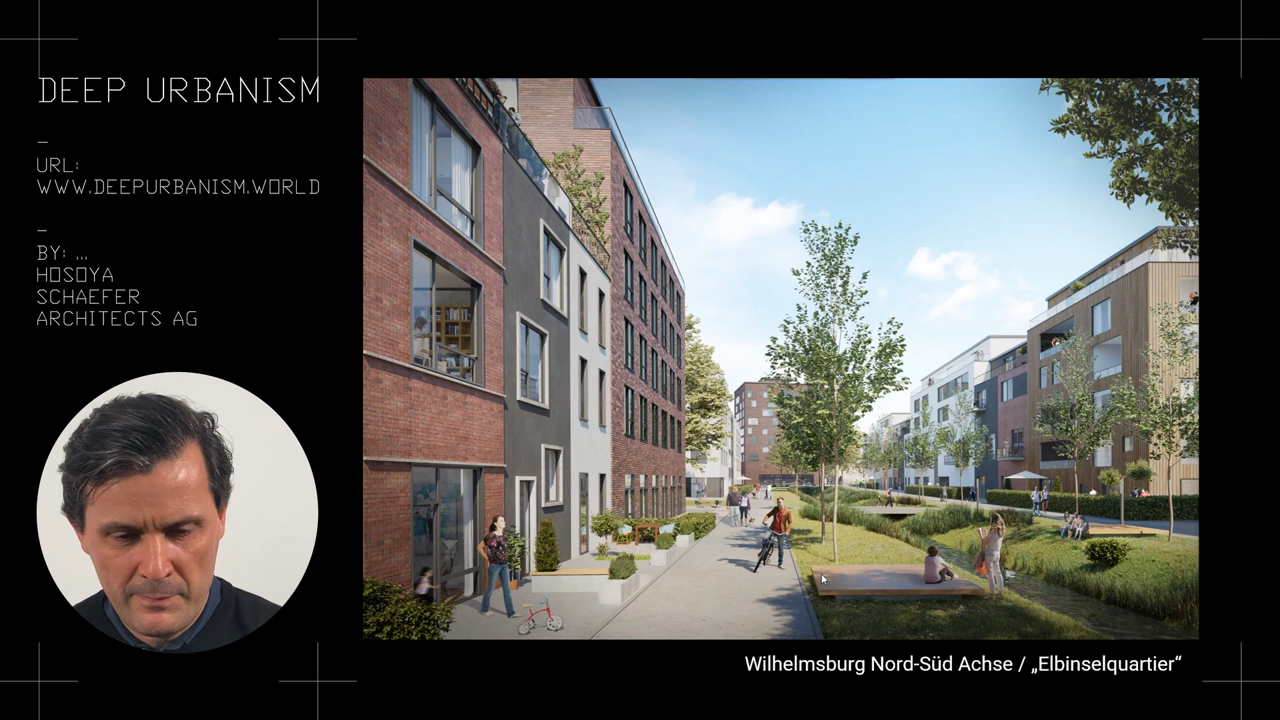 DEEP URBANISM
–
URL:
WWW.DEEPURBANISM.WORLD
–
BY: ...
HOSOYA
SCHAEFER
ARCHITECTS AG
Wilhelmsburg Nord-Süd Achse / „Elbinselquartier“